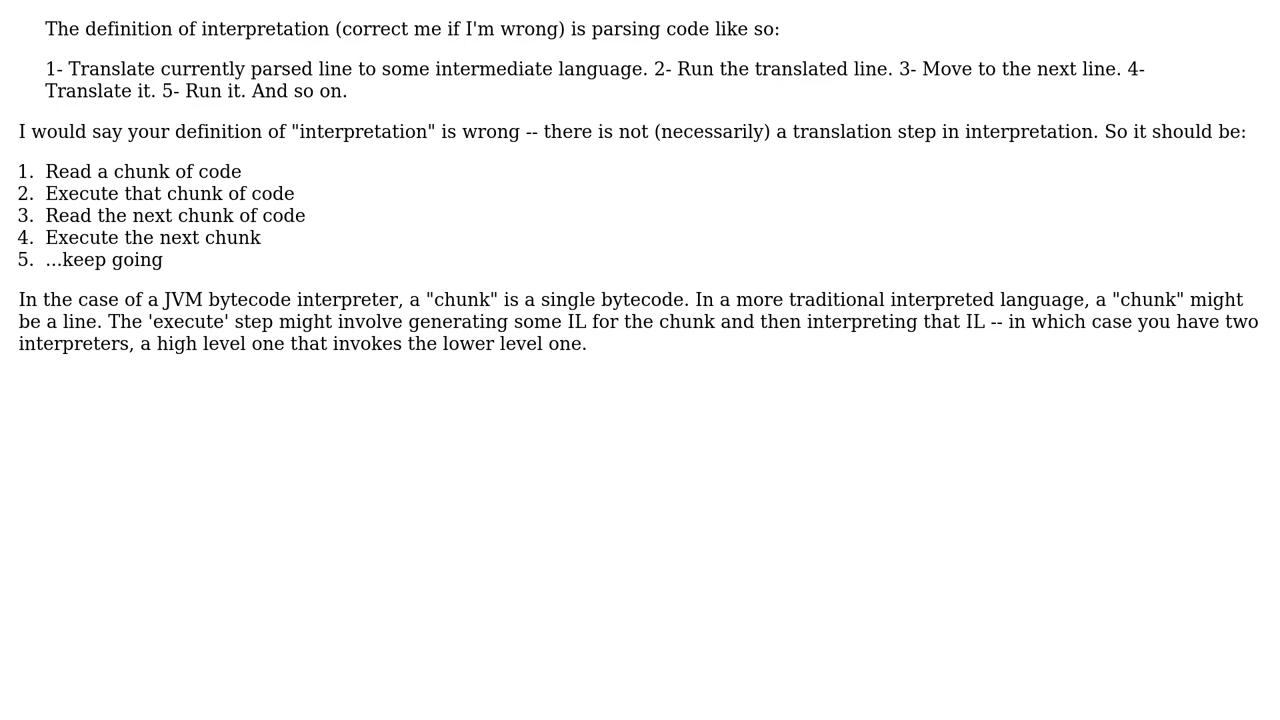 The definition of interpretation (correct me if I'm wrong) is parsing code like so:
1- Translate currently parsed line to some intermediate language. 2- Run the translated line. 3- Move to the next line. 4-
Translate it. 5- Run it. And so on.
I would say your definition of "interpretation" is wrong -- there is not (necessarily) a translation step in interpretation. So it should be:
1. Read a chunk of code
2. Execute that chunk of code
3. Read the next chunk of code
4. Execute the next chunk
5. ...keep going
In the case of a JVM bytecode interpreter, a "chunk" is a single bytecode. In a more traditional interpreted language, a "chunk" might
be a line. The 'execute' step might involve generating some IL for the chunk and then interpreting that IL -- in which case you have two
interpreters, a high level one that invokes the lower level one.